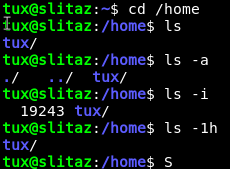 tux@slitaz:~$ cd /home
tux@slitaz:/home$ ls
tux/
tux@slitaz:/home$ ls -a
./   ../  tux/
tux@slitaz:/home$ ls -i
  19243 tux/
tux@slitaz:/home$ ls -1h
tux/
tux@slitaz:/home$ S